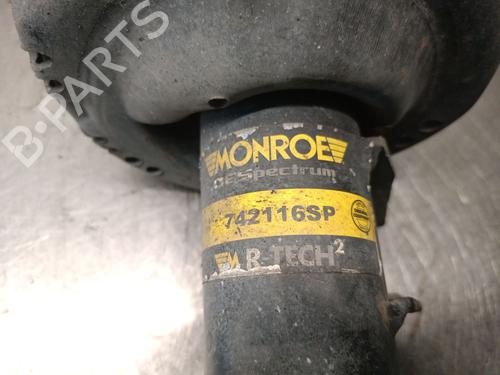 B-PARTS
MONROE
OESpectrum
742116SP
R-TECH²